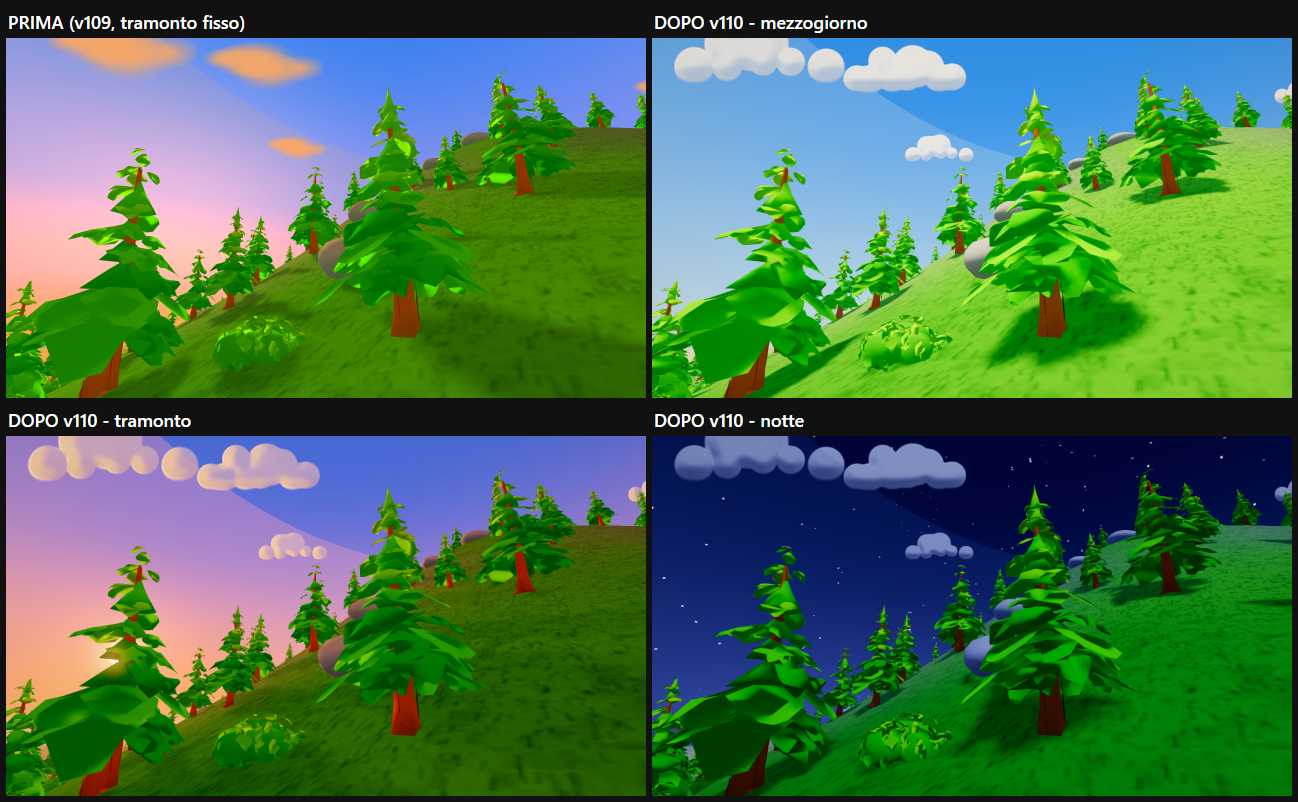 PRIMA (v109, tramonto fisso)
DOPO v110 - mezzogiorno
DOPO v110 - tramonto
DOPO v110 - notte